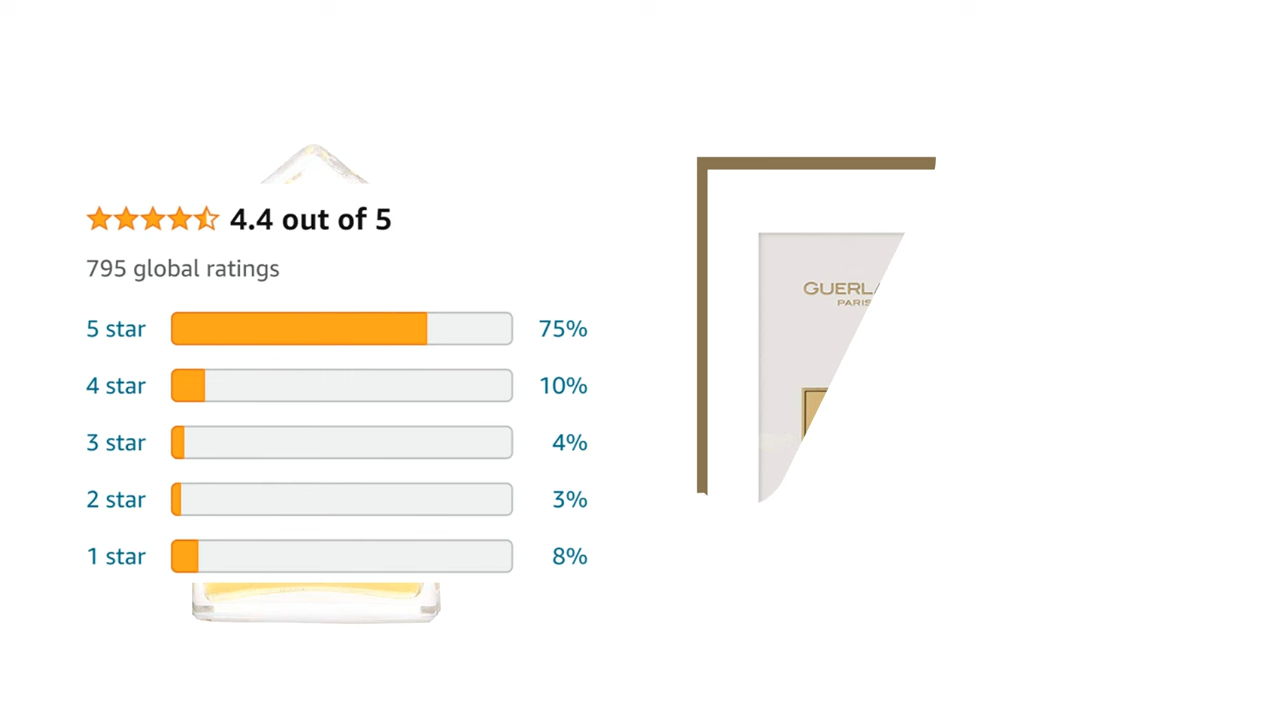 4.4 out of 5
795 global ratings
5 star 75%
4 star 10%
3 star 4%
2 star 3%
1 star 8%
GUERLA
PARIS